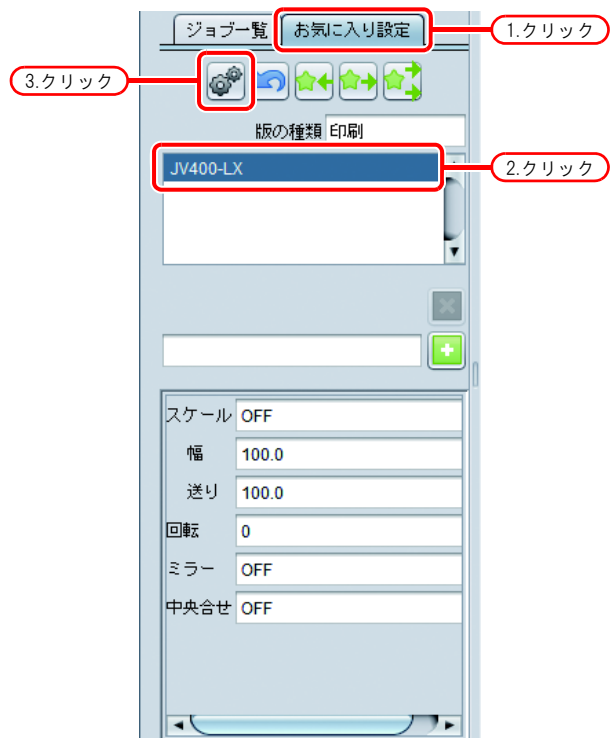 ジョブ一覧 お気に入り設定 1.クリック
3.クリック
版の種類 印刷
JV400-LX 2.クリック
スケール OFF
幅 100.0
送り 100.0
回転 0
ミラー OFF
中央合せ OFF